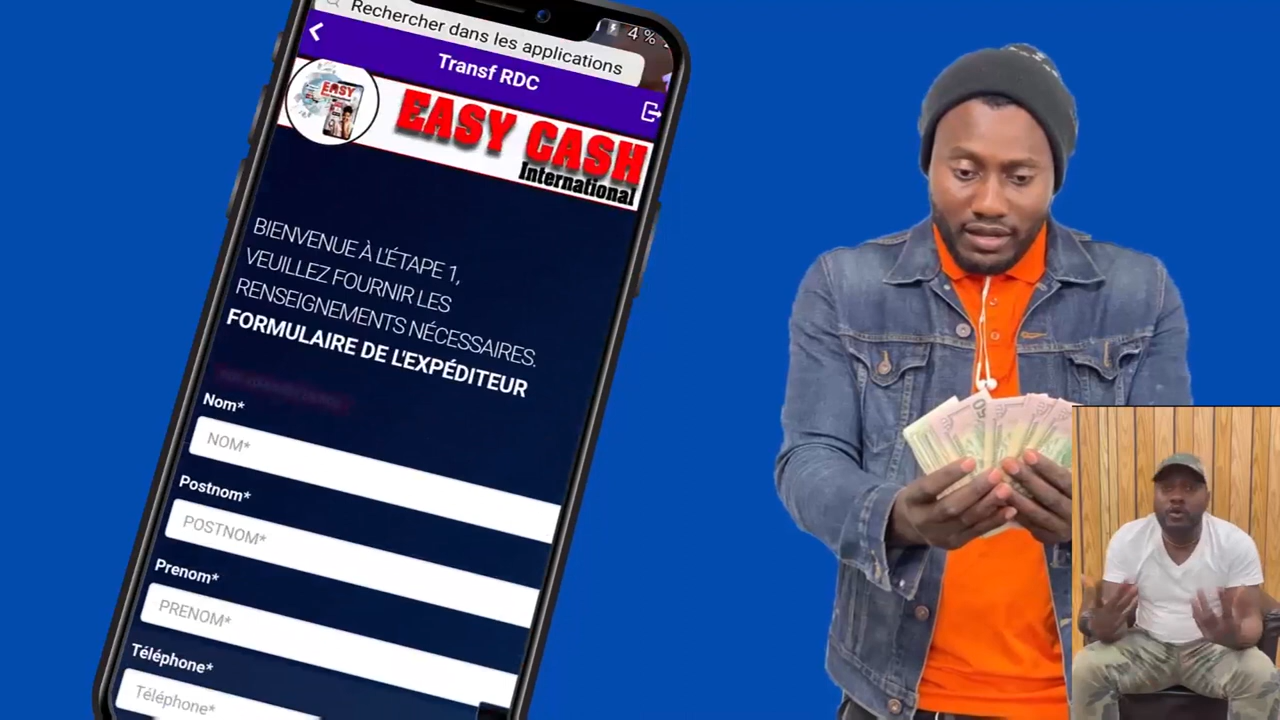 Rechercher dans les applications
4 %
Transf RDC
EASY
EASY CASH
International
BIENVENUE À L'ÉTAPE 1,
VEUILLEZ FOURNIR LES
RENSEIGNEMENTS NÉCESSAIRES.
FORMULAIRE DE L'EXPÉDITEUR
Nom*
NOM*
Postnom*
POSTNOM*
Prenom*
PRENOM*
Téléphone*
Téléphone*